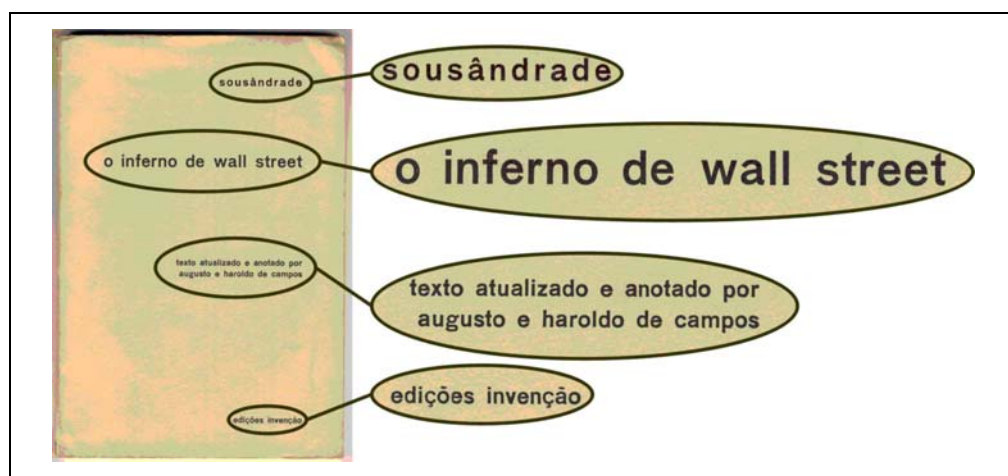 sousândrade
sousândrade
o inferno de wall street
o inferno de wall street
texto atualizado e anotado por
augusto e haroldo de campos
texto atualizado e anotado por
augusto e haroldo de campos
edições invenção
edições invenção